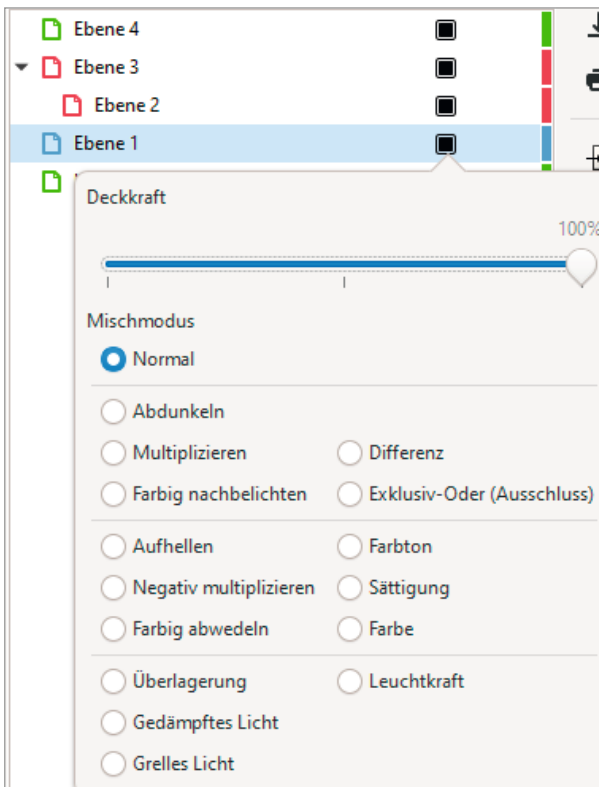 Ebene 4
Ebene 3
Ebene 2
Ebene 1
Deckkraft
100%
Mischmodus
Normal
Abdunkeln
Multiplizieren Differenz
Farbig nachbelichten Exklusiv-Oder (Ausschluss)
Aufhellen Farbton
Negativ multiplizieren Sättigung
Farbig abwedeln Farbe
Überlagerung Leuchtkraft
Gedämpftes Licht
Grelles Licht